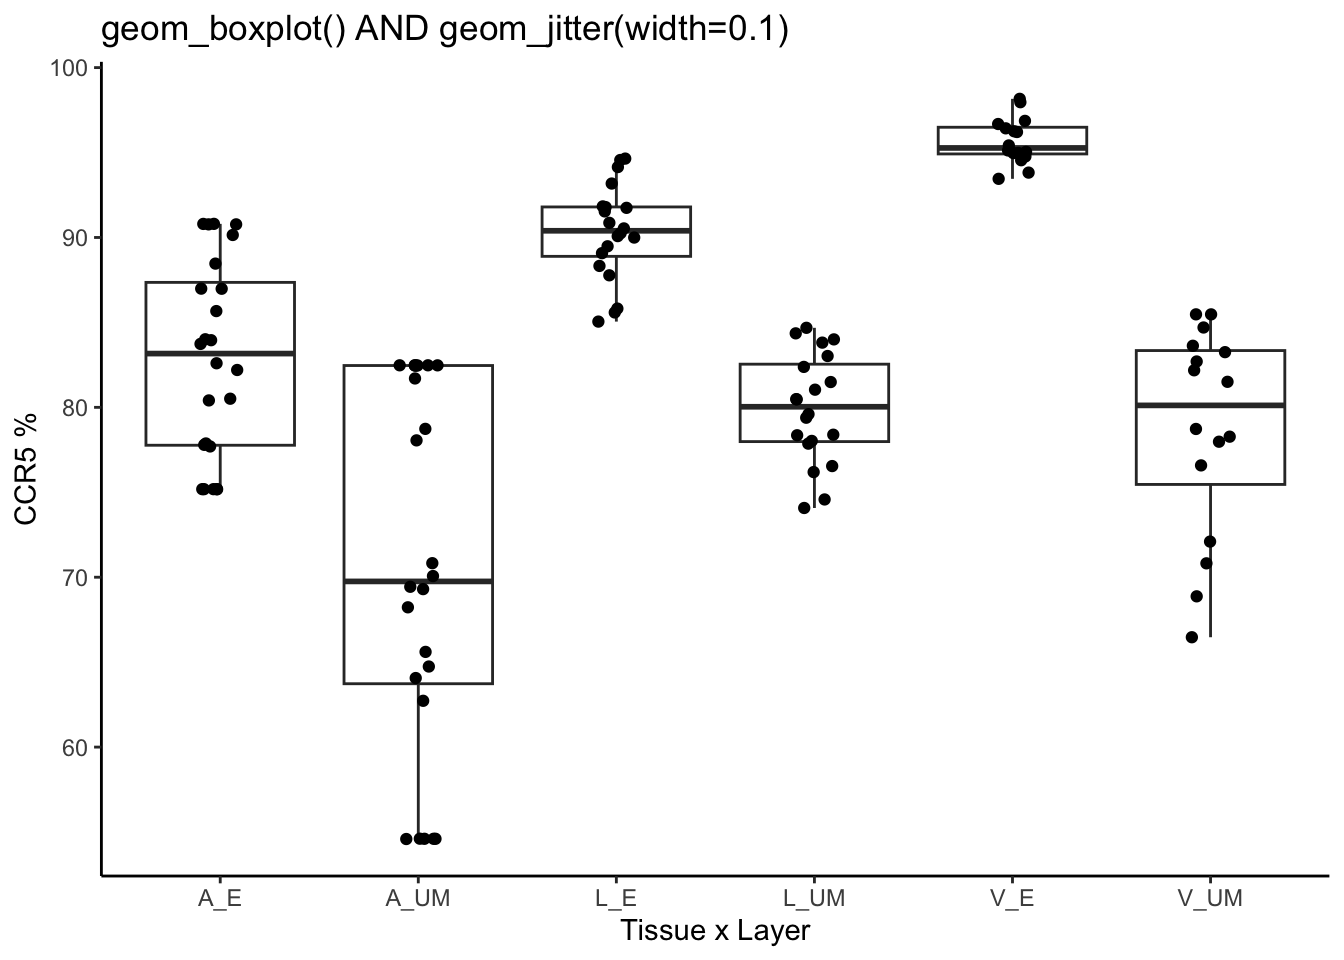 geom_boxplot() AND geom_jitter(width=0.1)
100
90
80
70
60
CCR5 %
A_E A_UM L_E L_UM V_E V_UM
Tissue x Layer